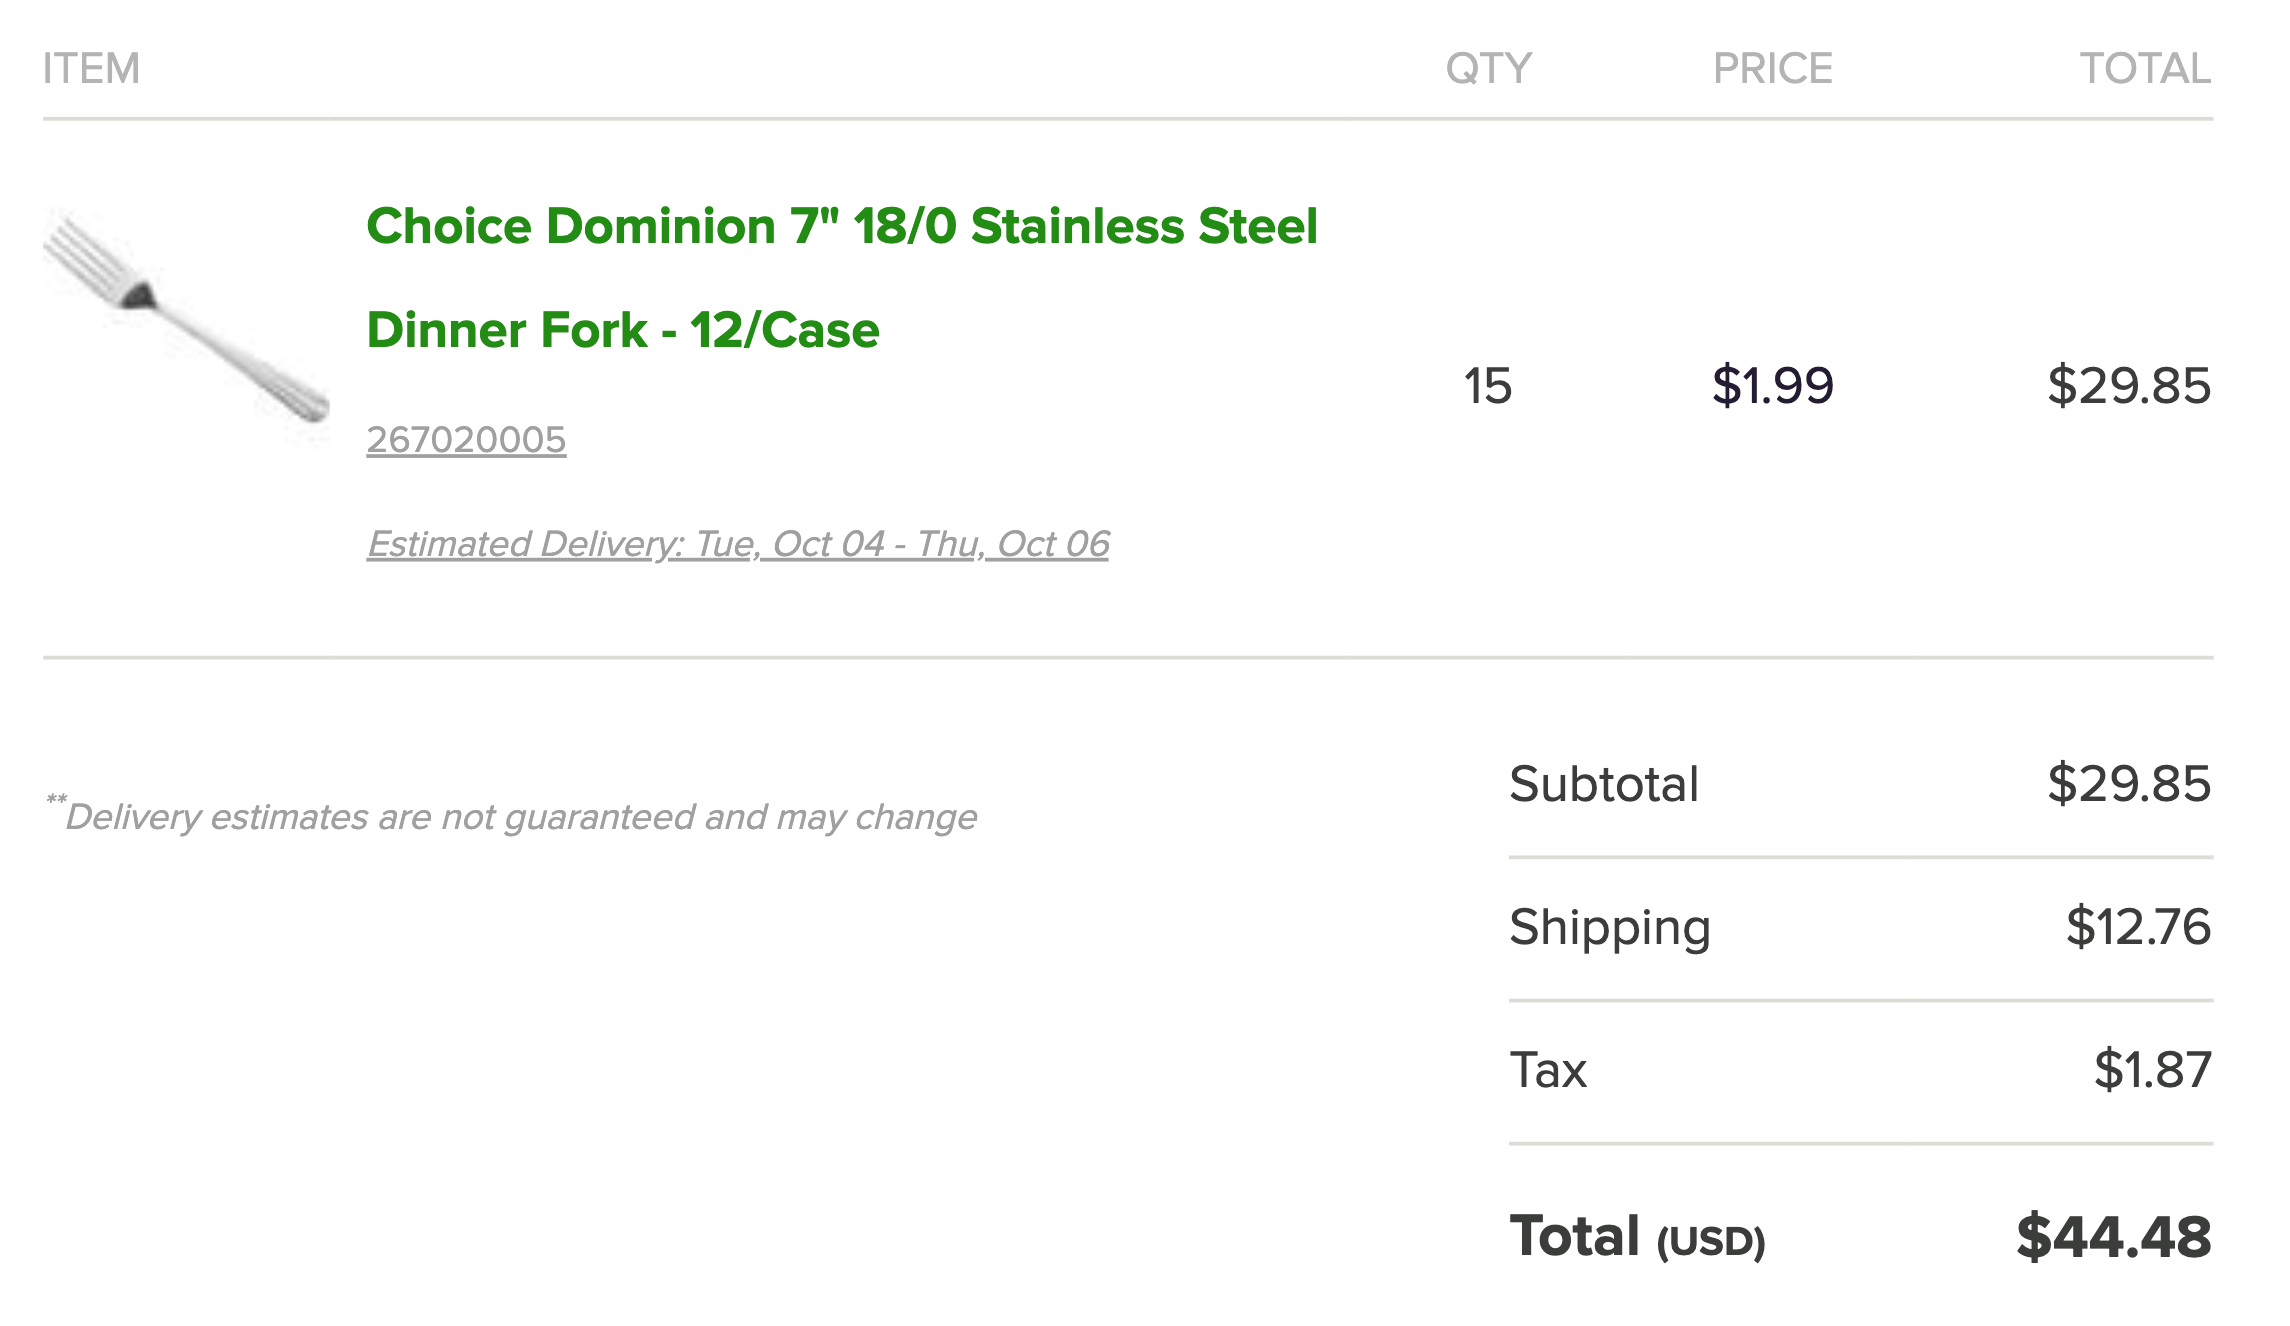 ITEM QTY PRICE TOTAL
Choice Dominion 7" 18/0 Stainless Steel
Dinner Fork - 12/Case
15 $1.99 $29.85
267020005
Estimated Delivery: Tue, Oct 04 - Thu, Oct 06
Subtotal $29.85
**Delivery estimates are not guaranteed and may change
Shipping $12.76
Tax $1.87
Total (USD) $44.48